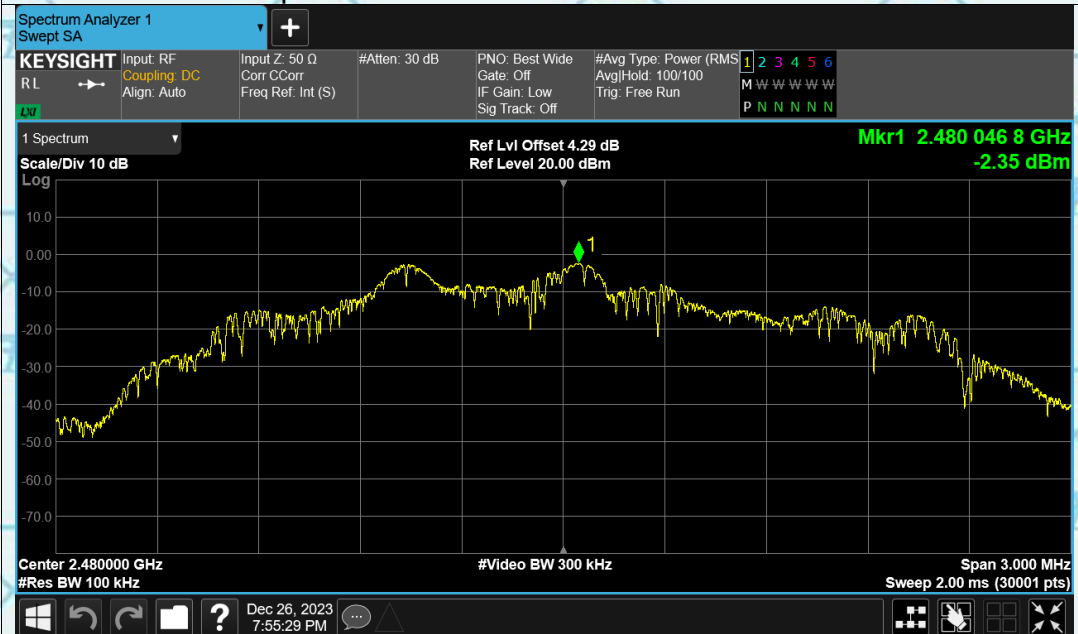 Spectrum Analyzer 1
Swept SA
+
KEYSIGHT
RL
LXI
Input: RF
Coupling: DC
Align: Auto
Input Z: 50 Ω
Corr CCorr
Freq Ref: Int (S)
#Atten: 30 dB
PNO: Best Wide
Gate: Off
IF Gain: Low
Sig Track: Off
#Avg Type: Power (RMS
Avg|Hold: 100/100
Trig: Free Run
1 2 3 4 5 6
M W W W W W
P N N N N N
1 Spectrum
Scale/Div 10 dB
Log
Ref Lvl Offset 4.29 dB
Ref Level 20.00 dBm
Mkr1 2.480 046 8 GHz
-2.35 dBm
1
10.0
0.00
-10.0
-20.0
-30.0
-40.0
-50.0
-60.0
-70.0
Center 2.480000 GHz
#Res BW 100 kHz
#Video BW 300 kHz
Span 3.000 MHz
Sweep 2.00 ms (30001 pts)
?
Dec 26, 2023
7:55:29 PM